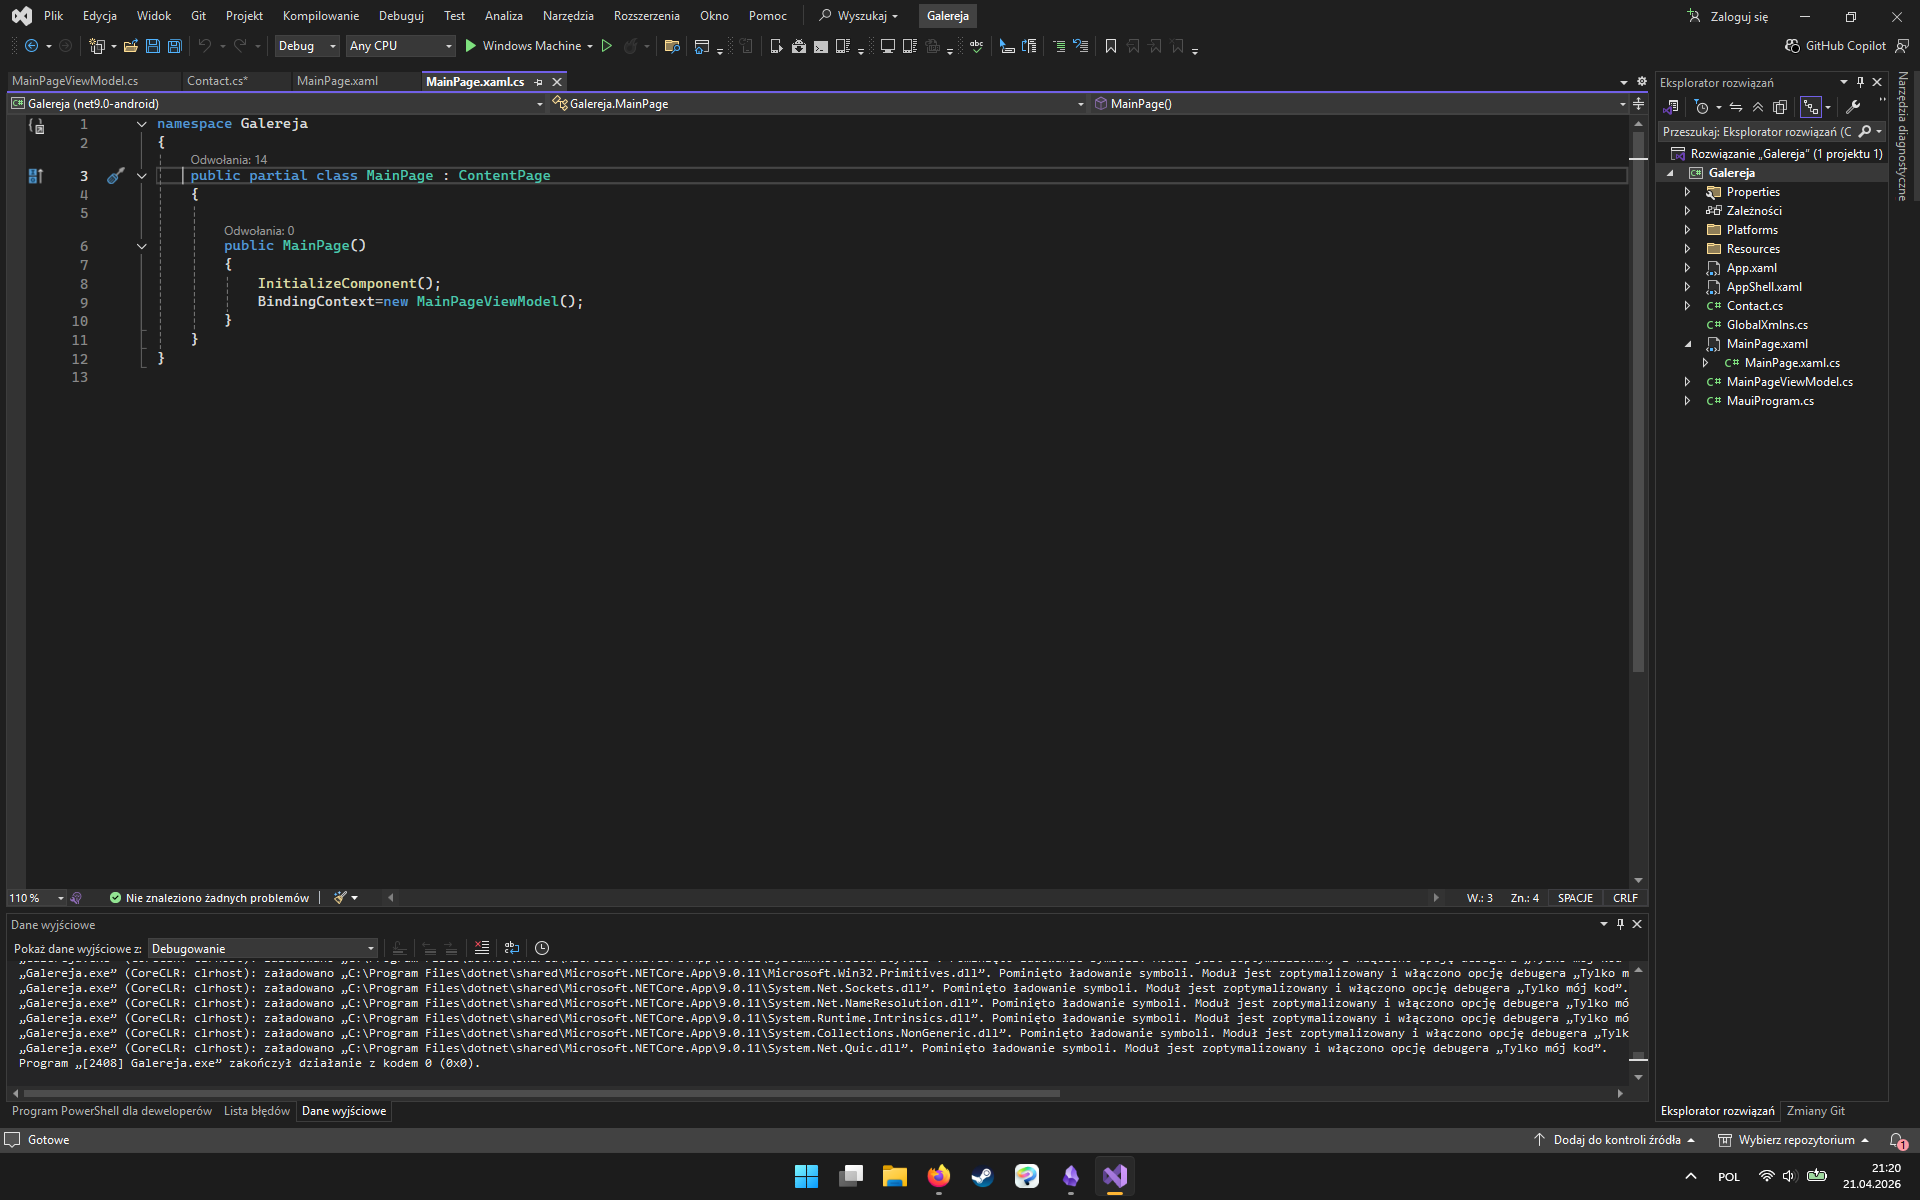 Plik Edycja Widok Git Projekt Kompilowanie Debuguj Test Analiza Narzędzia Rozszerzenia Okno Pomoc Wyszukaj Galereja Zaloguj się
Debug Any CPU Windows Machine GitHub Copilot
MainPageViewModel.cs Contact.cs* MainPage.xaml MainPage.xaml.cs
Galereja (net9.0-android) Galereja.MainPage MainPage()
1 namespace Galereja
2 {
Odwołania: 14
3 public partial class MainPage : ContentPage
4 {
5
Odwołania: 0
6 public MainPage()
7 {
8 InitializeComponent();
9 BindingContext=new MainPageViewModel();
10 }
11 }
12 }
13
110 % Nie znaleziono żadnych problemów W.: 3 Zn.: 4 SPACJE CRLF
Dane wyjściowe
Pokaż dane wyjściowe z: Debugowanie
„Galereja.exe” (CoreCLR: clrhost): załadowano „C:\Program Files\dotnet\shared\Microsoft.NETCore.App\9.0.11\Microsoft.Win32.Primitives.dll”. Pominięto ładowanie symboli. Moduł jest zoptymalizowany i włączono opcję debugera „Tylko m
„Galereja.exe” (CoreCLR: clrhost): załadowano „C:\Program Files\dotnet\shared\Microsoft.NETCore.App\9.0.11\System.Net.Sockets.dll”. Pominięto ładowanie symboli. Moduł jest zoptymalizowany i włączono opcję debugera „Tylko mój kod”.
„Galereja.exe” (CoreCLR: clrhost): załadowano „C:\Program Files\dotnet\shared\Microsoft.NETCore.App\9.0.11\System.Net.NameResolution.dll”. Pominięto ładowanie symboli. Moduł jest zoptymalizowany i włączono opcję debugera „Tylko mó
„Galereja.exe” (CoreCLR: clrhost): załadowano „C:\Program Files\dotnet\shared\Microsoft.NETCore.App\9.0.11\System.Runtime.Intrinsics.dll”. Pominięto ładowanie symboli. Moduł jest zoptymalizowany i włączono opcję debugera „Tylko mó
„Galereja.exe” (CoreCLR: clrhost): załadowano „C:\Program Files\dotnet\shared\Microsoft.NETCore.App\9.0.11\System.Collections.NonGeneric.dll”. Pominięto ładowanie symboli. Moduł jest zoptymalizowany i włączono opcję debugera „Tylk
„Galereja.exe” (CoreCLR: clrhost): załadowano „C:\Program Files\dotnet\shared\Microsoft.NETCore.App\9.0.11\System.Net.Quic.dll”. Pominięto ładowanie symboli. Moduł jest zoptymalizowany i włączono opcję debugera „Tylko mój kod”.
Program „[2408] Galereja.exe” zakończył działanie z kodem 0 (0x0).
Program PowerShell dla deweloperów Lista błędów Dane wyjściowe
Eksplorator rozwiązań
Przeszukaj: Eksplorator rozwiązań (C
Rozwiązanie „Galereja” (1 projektu 1)
Galereja
Properties
Zależności
Platforms
Resources
App.xaml
AppShell.xaml
Contact.cs
GlobalXmlns.cs
MainPage.xaml
MainPage.xaml.cs
MainPageViewModel.cs
MauiProgram.cs
Eksplorator rozwiązań Zmiany Git
Narzędzia diagnostyczne
Gotowe Dodaj do kontroli źródła Wybierz repozytorium 1
POL 21:20
21.04.2026